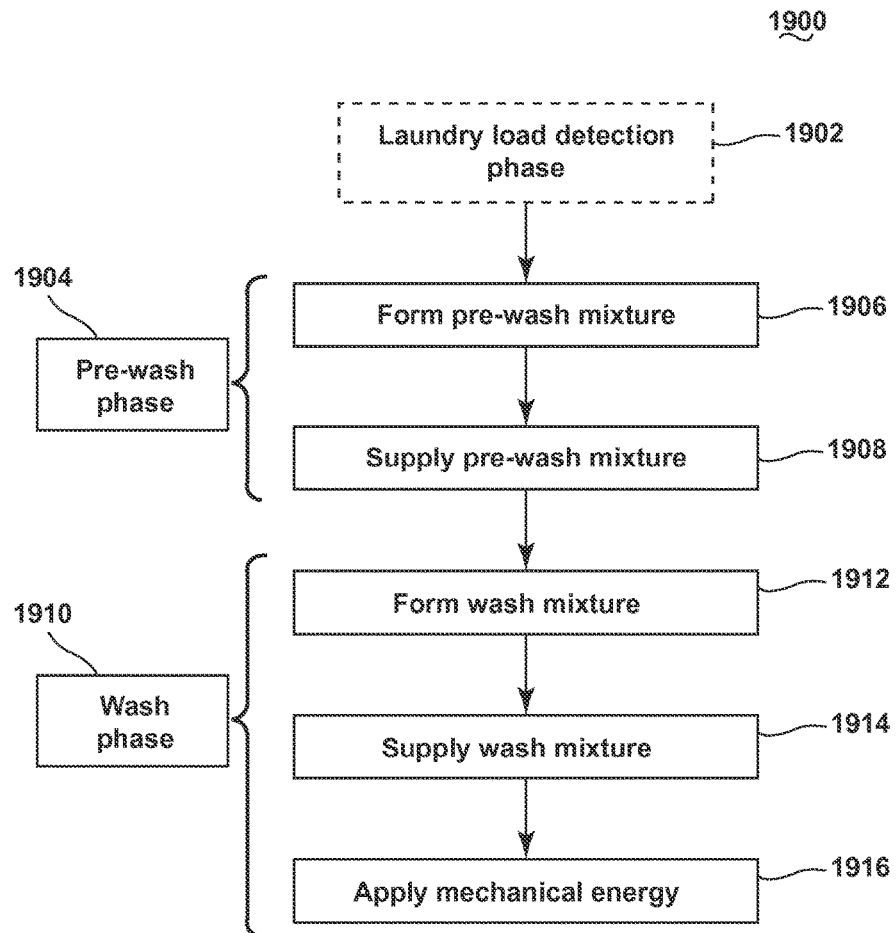 1900
Laundry load detection
phase
1902
1904
Pre-wash
phase
Form pre-wash mixture
1906
Supply pre-wash mixture
1908
1910
Wash
phase
Form wash mixture
1912
Supply wash mixture
1914
Apply mechanical energy
1916